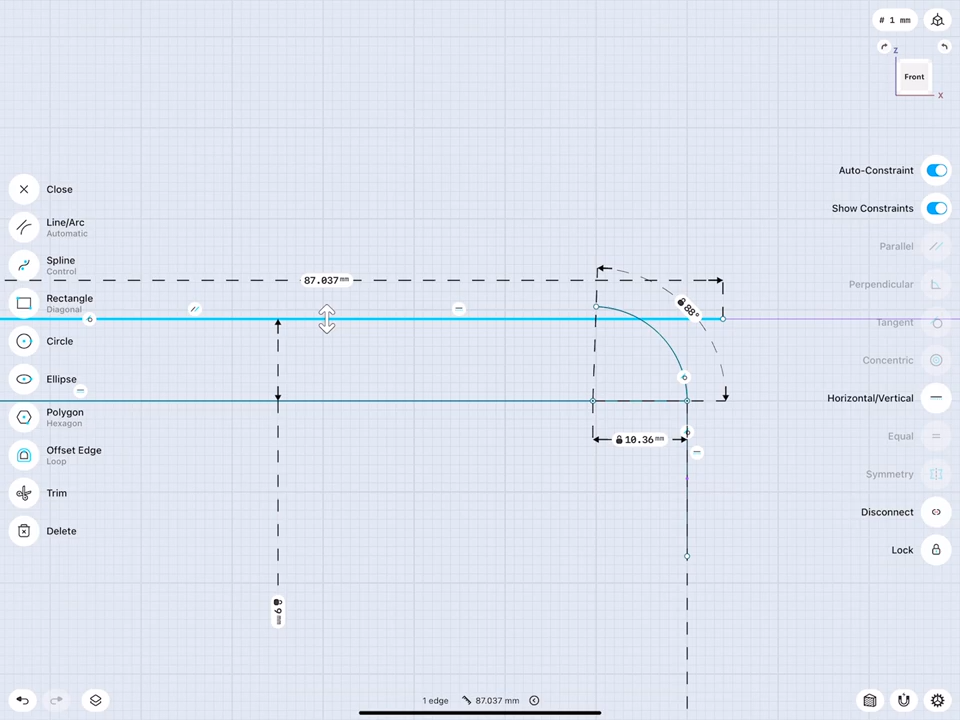 # 1 mm
Z
Front
X
Auto-Constraint
Close
Show Constraints
Line/Arc
Automatic
Parallel
Spline
Control
87.037 mm
Perpendicular
Rectangle
Diagonal
88°
Tangent
Circle
Concentric
Ellipse
Horizontal/Vertical
Polygon
Hexagon
10.36 mm
Equal
Offset Edge
Loop
Symmetry
Trim
Disconnect
Delete
Lock
9 mm
1 edge
87.037 mm